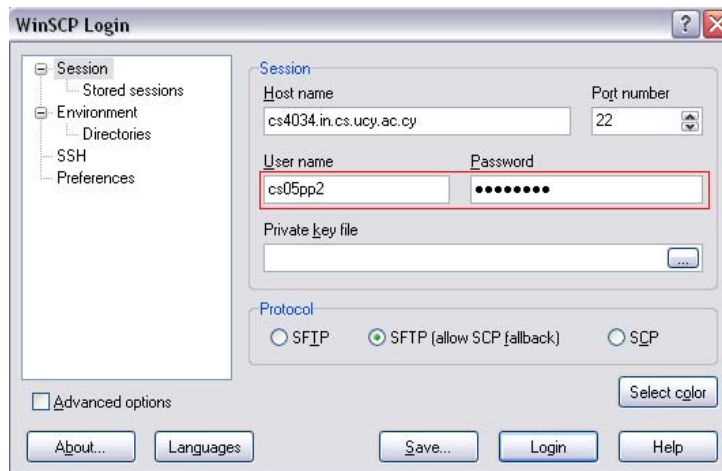 WinSCP Login
Session
Stored sessions
Environment
Directories
SSH
Preferences
Session
Host name
Port number
cs4034.in.cs.ucy.ac.cy
22
User name
Password
cs05pp2
●●●●●●●●
Private key file
...
Protocol
SFTP
SFTP (allow SCP fallback)
SCP
Advanced options
Select color
About...
Languages
Save...
Login
Help